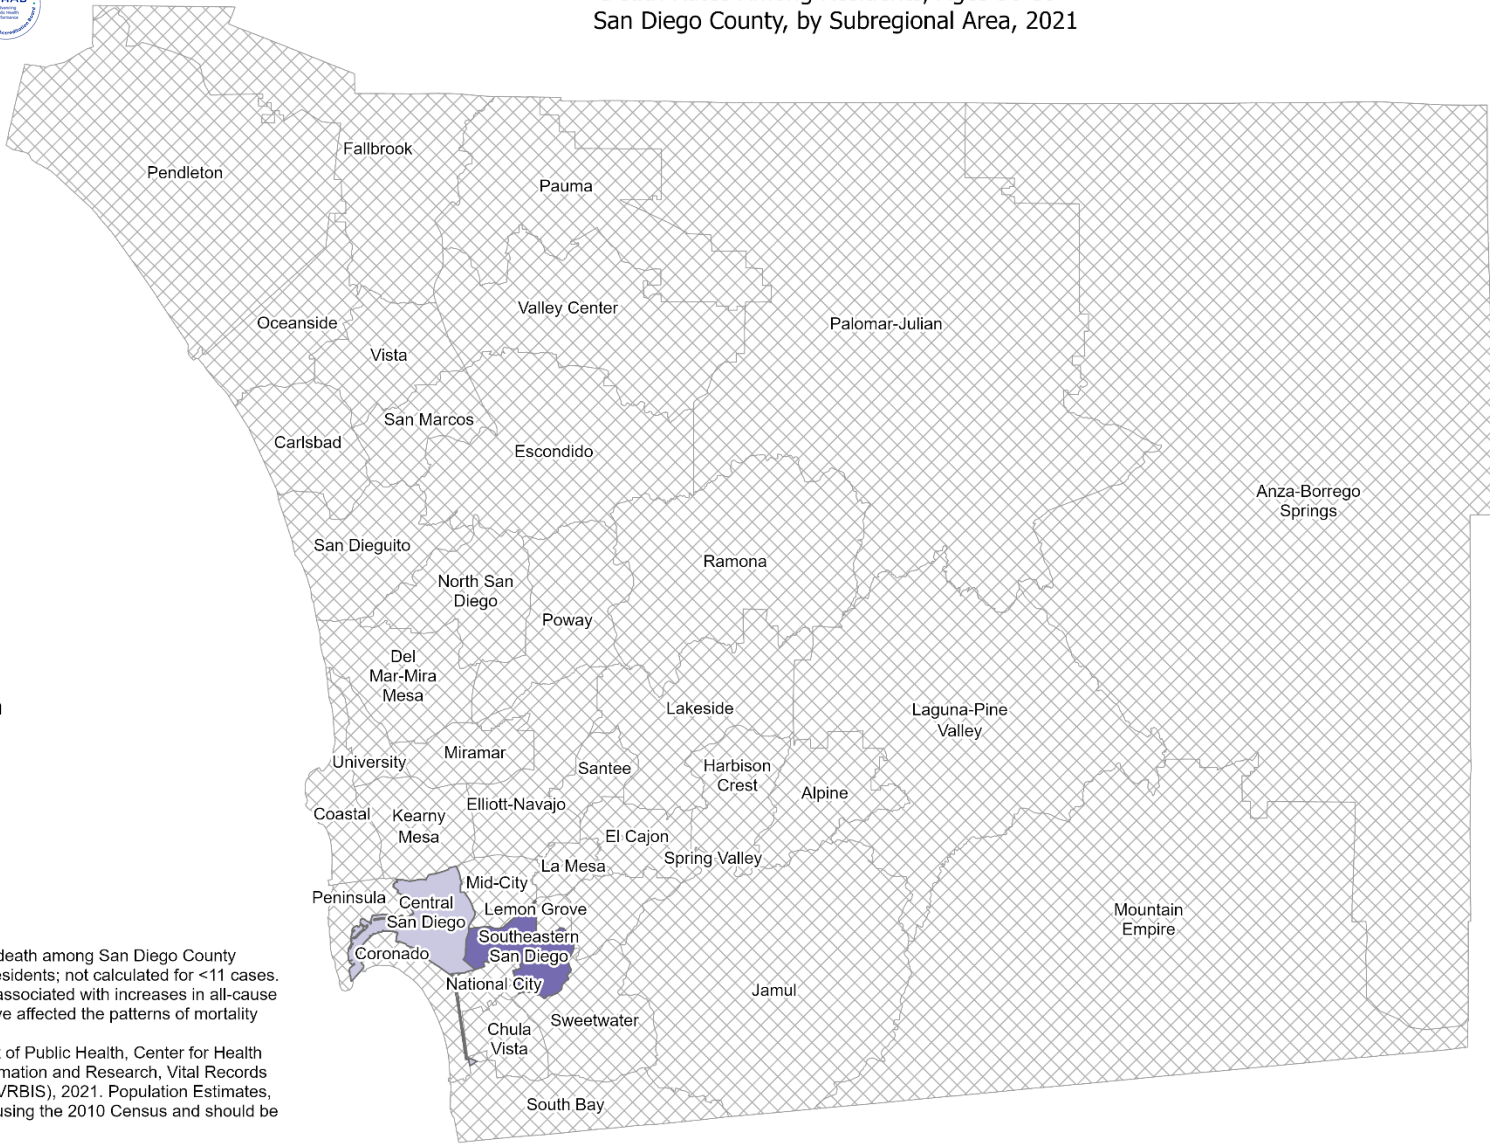 San Diego County, by Subregional Area, 2021
Fallbrook
Pendleton
Pauma
Valley Center
Oceanside
Palomar-Julian
Vista
San Marcos
Carlsbad
Escondido
Anza-Borrego
Springs
San Dieguito
Ramona
North San
Diego
Poway
Del
Mar-Mira
Mesa
Lakeside
Laguna-Pine
Valley
University
Miramar
Santee
Harbison
Crest
Alpine
Coastal
Kearny
Mesa
Elliott-Navajo
El Cajon
Spring Valley
La Mesa
Peninsula
Mid-City
Central
San Diego
Lemon Grove
Mountain
Empire
Southeastern
San Diego
Coronado
National City
Jamul
Sweetwater
Chula
Vista
South Bay
death among San Diego County
esidents; not calculated for <11 cases.
associated with increases in all-cause
ve affected the patterns of mortality
of Public Health, Center for Health
mation and Research, Vital Records
VRBIS), 2021. Population Estimates,
using the 2010 Census and should be